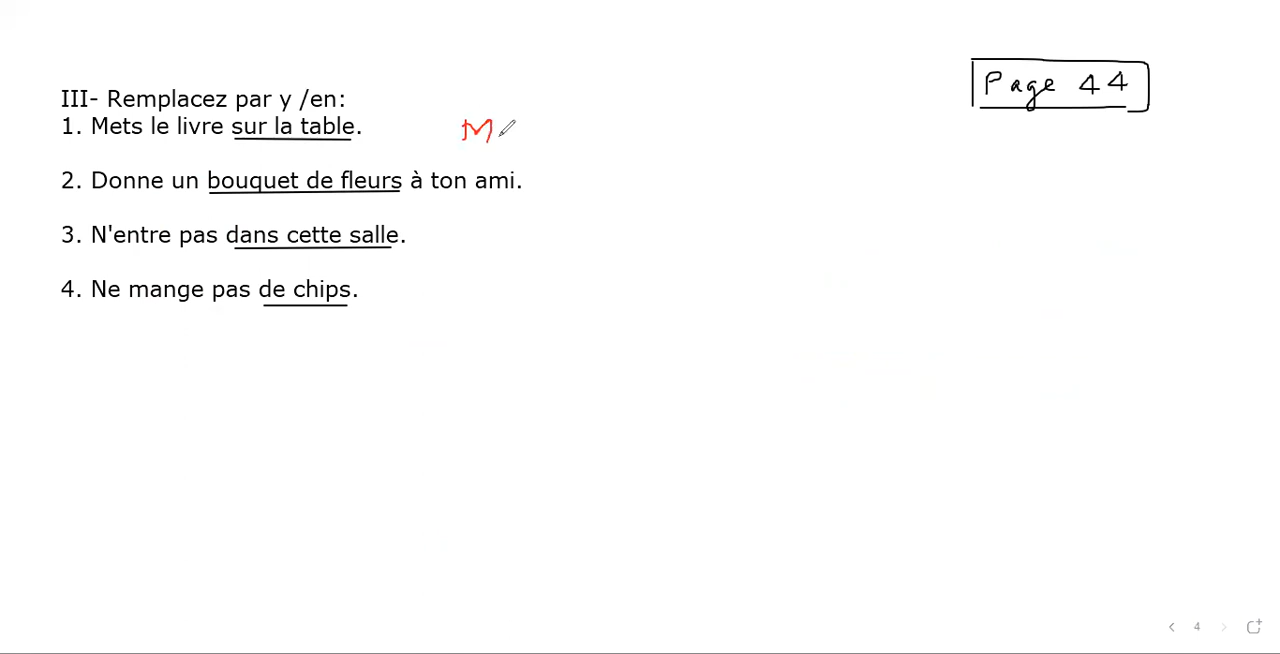 Page 44
III- Remplacez par y /en:
1. Mets le livre sur la table.
M
2. Donne un bouquet de fleurs à ton ami.
3. N'entre pas dans cette salle.
4. Ne mange pas de chips.
4